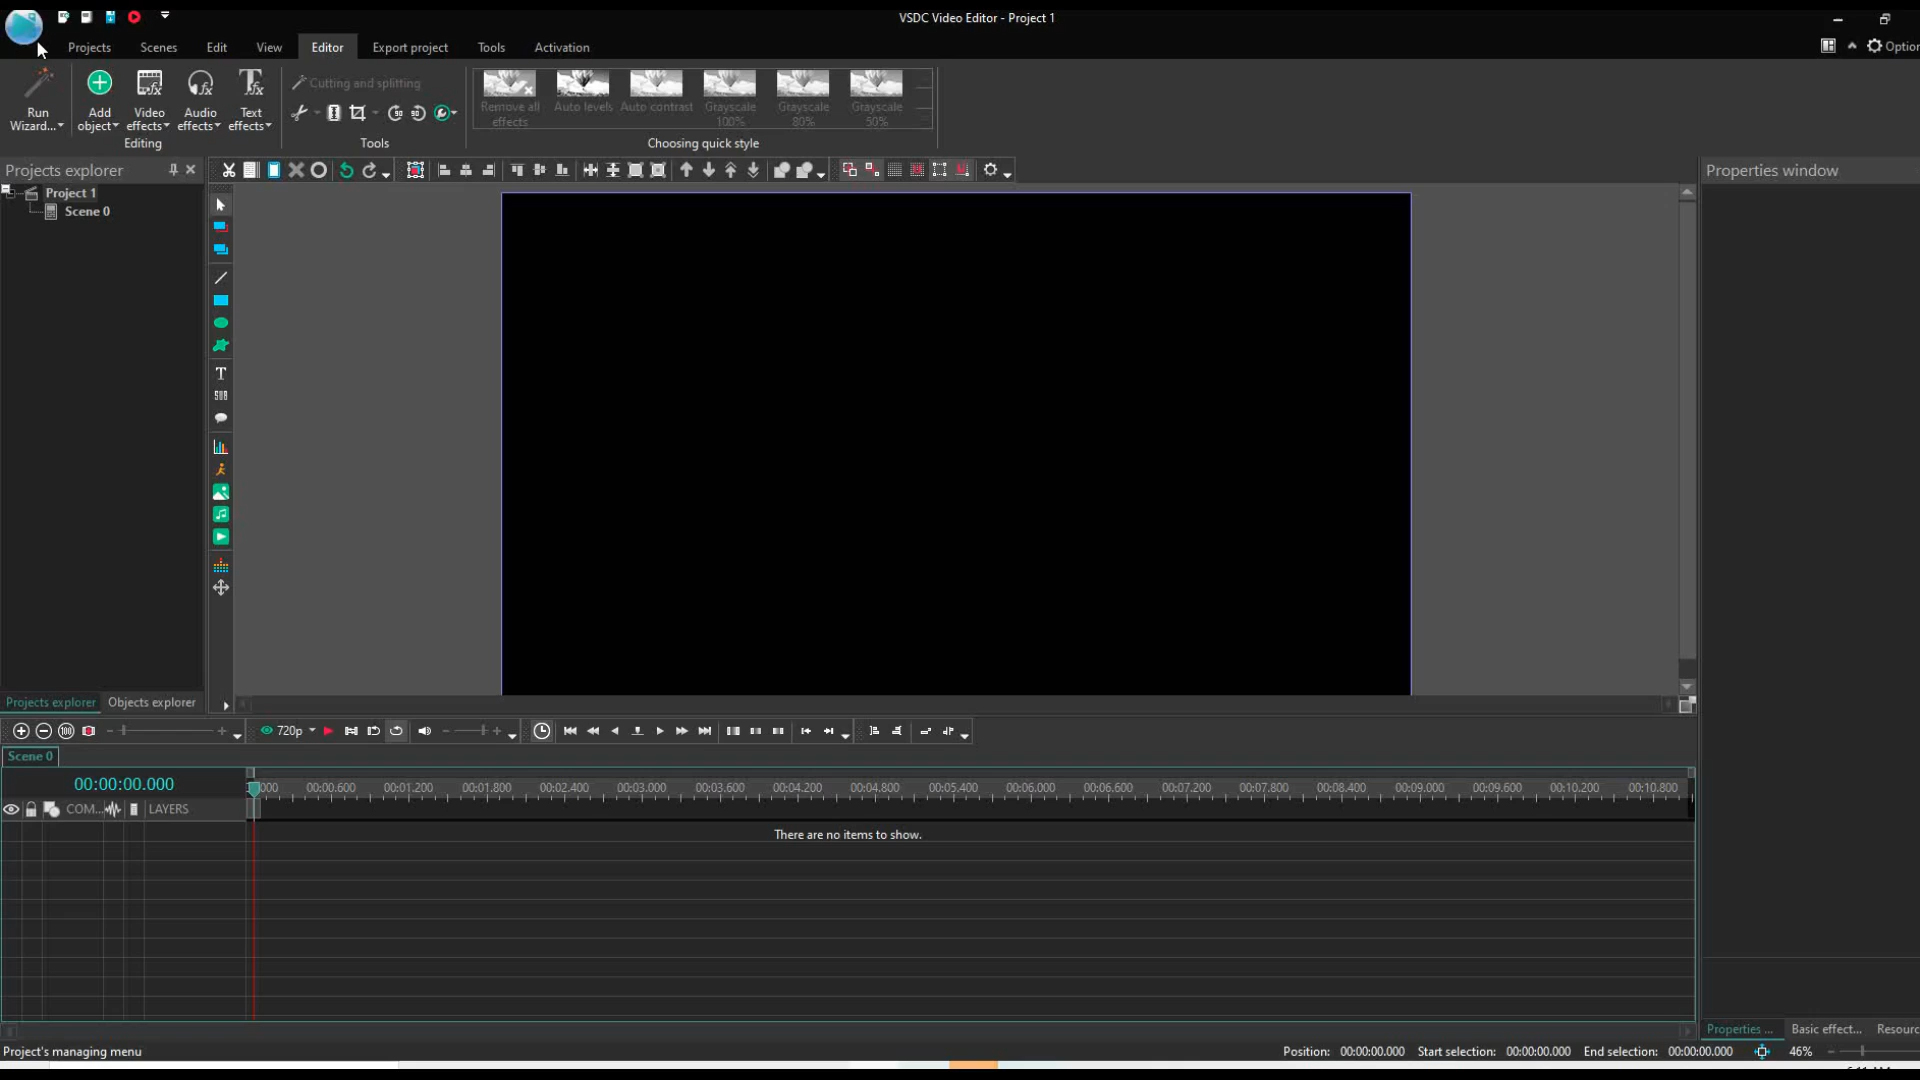 VSDC Video Editor - Project 1
Projects Scenes Edit View Editor Export project Tools Activation
Run Wizard...
Add object
Video effects
Audio effects
Text effects
Editing
Cutting and splitting
Tools
Remove all effects
Auto levels
Auto contrast
Grayscale 100%
Grayscale 80%
Grayscale 50%
Choosing quick style
Projects explorer
Project 1
Scene 0
Properties window
T
SUB
Projects explorer Objects explorer
100
720p
Scene 0
00:00:00.000
000 00:00.600 00:01.200 00:01.800 00:02.400 00:03.000 00:03.600 00:04.200 00:04.800 00:05.400 00:06.000 00:06.600 00:07.200 00:07.800 00:08.400 00:09.000 00:09.600 00:10.200 00:10.800
COM... LAYERS
There are no items to show.
Properties ... Basic effect...
Project's managing menu
Position: 00:00:00.000 Start selection: 00:00:00.000 End selection: 00:00:00.000 46%